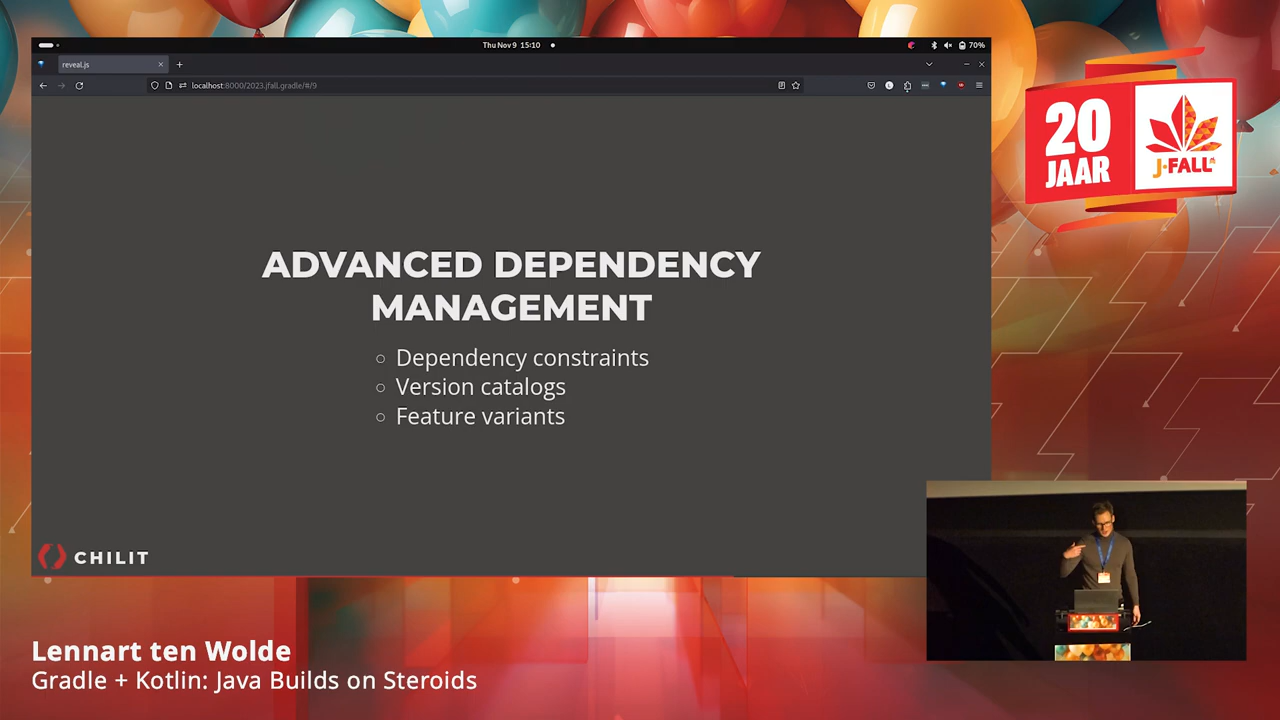 Thu Nov 9 15:10
70%
reveal.js
localhost:8000/2023.jfall.gradle/#/9
20
JAAR
J-FALL
ADVANCED DEPENDENCY
MANAGEMENT
Dependency constraints
Version catalogs
Feature variants
CHILIT
Lennart ten Wolde
Gradle + Kotlin: Java Builds on Steroids